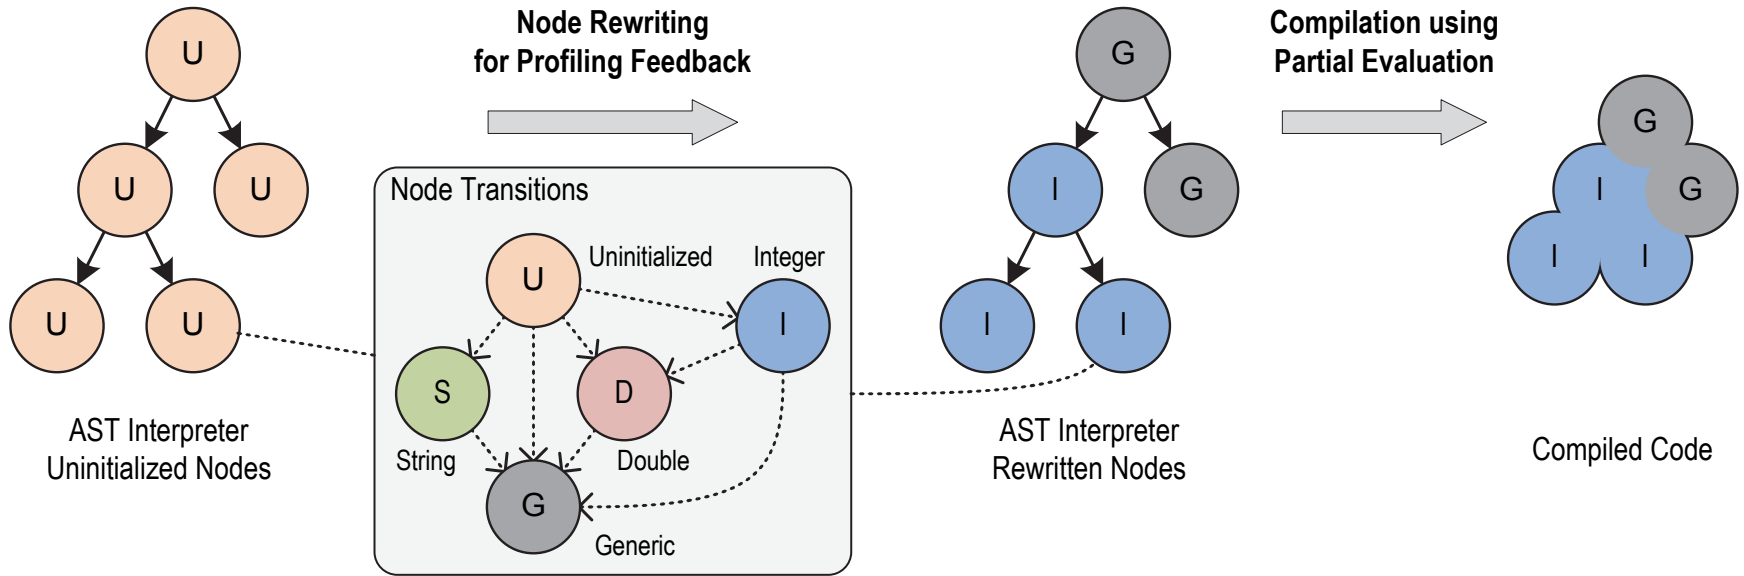 U
U
U
U
U
AST Interpreter
Uninitialized Nodes
Node Rewriting
for Profiling Feedback
Node Transitions
U
Uninitialized
Integer
I
S
String
D
Double
G
Generic
G
I
G
I
I
AST Interpreter
Rewritten Nodes
Compilation using
Partial Evaluation
G
I
G
I
I
Compiled Code